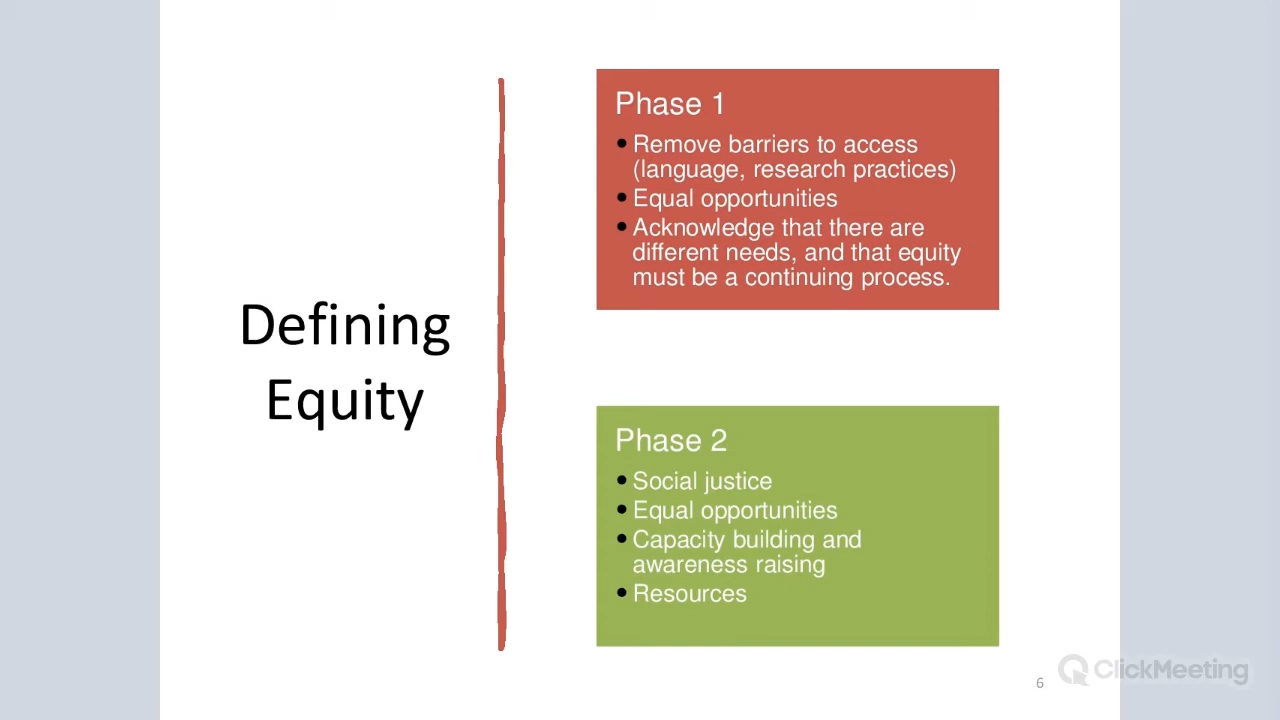 Defining
Equity
Phase 1
• Remove barriers to access
(language, research practices)
• Equal opportunities
• Acknowledge that there are
different needs, and that equity
must be a continuing process.
Phase 2
• Social justice
• Equal opportunities
• Capacity building and
awareness raising
• Resources
6
ClickMeeting